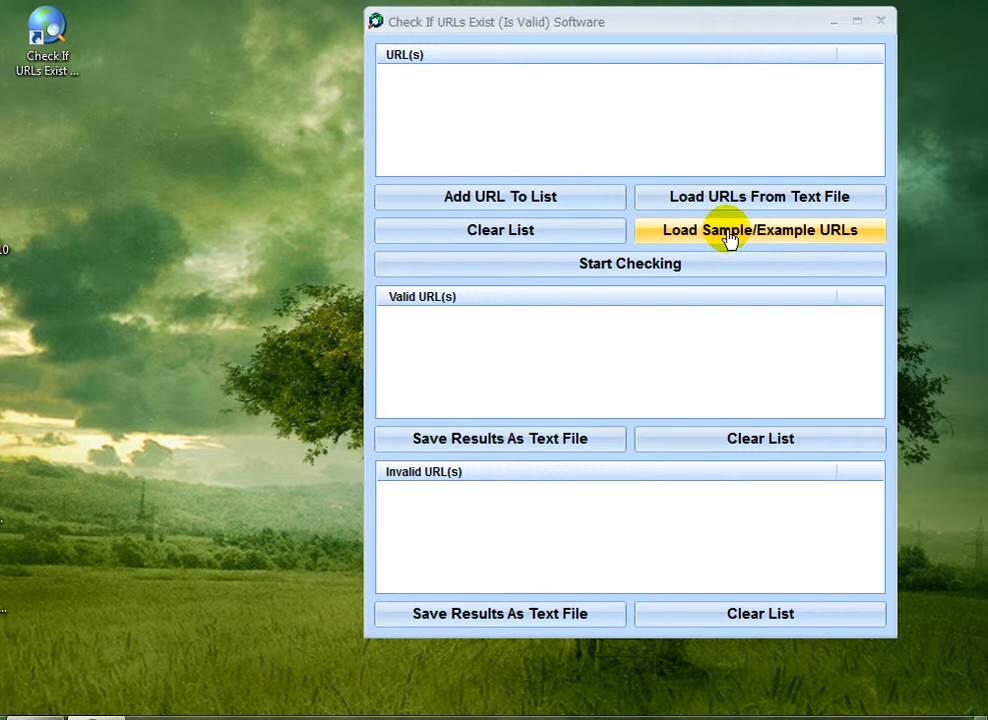 Check If
URLs Exist ...
Check If URLs Exist (Is Valid) Software
URL(s)
Add URL To List
Load URLs From Text File
Clear List
Load Sample/Example URLs
Start Checking
Valid URL(s)
Save Results As Text File
Clear List
Invalid URL(s)
Save Results As Text File
Clear List